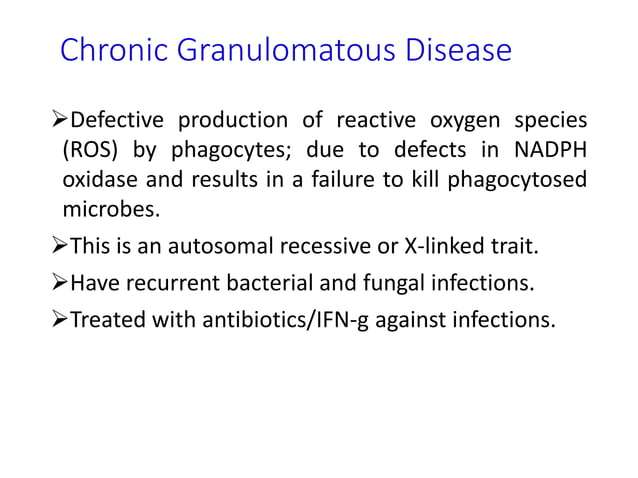 Chronic Granulomatous Disease
➢Defective production of reactive oxygen species
(ROS) by phagocytes; due to defects in NADPH
oxidase and results in a failure to kill phagocytosed
microbes.
➢This is an autosomal recessive or X-linked trait.
➢Have recurrent bacterial and fungal infections.
➢Treated with antibiotics/IFN-g against infections.